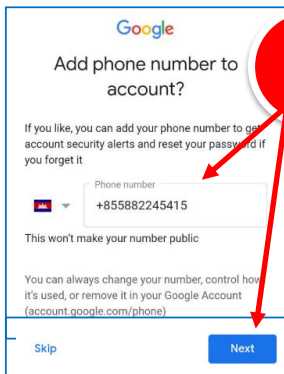 Google
Add phone number to
account?
If you like, you can add your phone number to get
account security alerts and reset your password if
you forget it
Phone number
+855882245415
This won't make your number public
You can always change your number, control how
it's used, or remove it in your Google Account
(account.google.com/phone)
Skip
Next